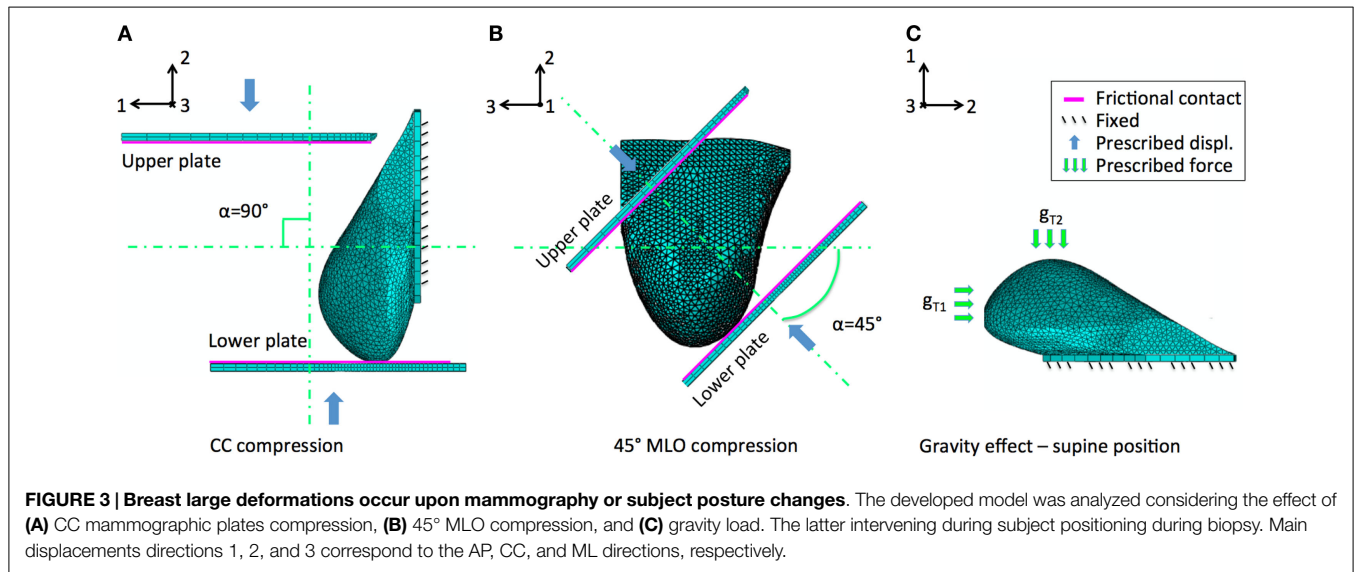 A
B
C
2
1
3
2
3
1
1
3
2
Frictional contact
Fixed
Prescribed displ.
Prescribed force
Upper plate
α=90°
Lower plate
CC compression
Upper plate
Lower plate
α=45°
45° MLO compression
gT2
gT1
Gravity effect – supine position
FIGURE 3 | Breast large deformations occur upon mammography or subject posture changes. The developed model was analyzed considering the effect of
(A) CC mammographic plates compression, (B) 45° MLO compression, and (C) gravity load. The latter intervening during subject positioning during biopsy. Main
displacements directions 1, 2, and 3 correspond to the AP, CC, and ML directions, respectively.